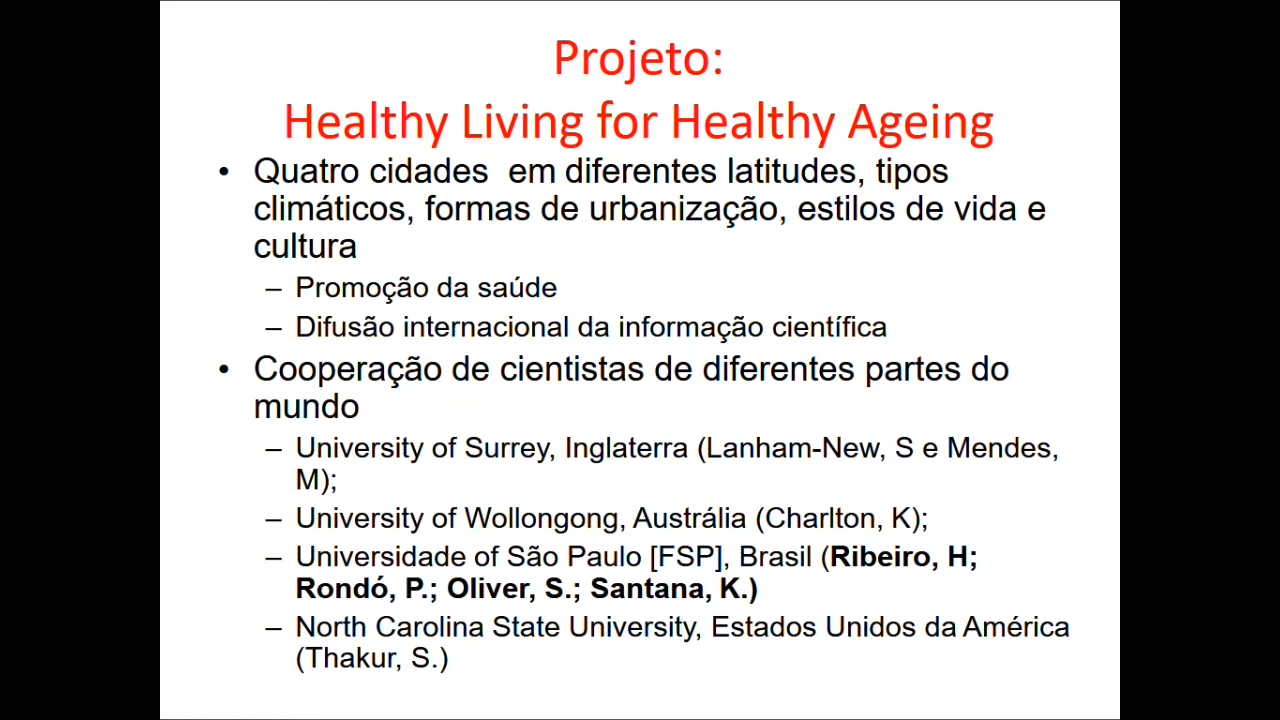 Projeto:
Healthy Living for Healthy Ageing
• Quatro cidades  em diferentes latitudes, tipos
climáticos, formas de urbanização, estilos de vida e
cultura
– Promoção da saúde
– Difusão internacional da informação científica
• Cooperação de cientistas de diferentes partes do
mundo
– University of Surrey, Inglaterra (Lanham-New, S e Mendes,
M);
– University of Wollongong, Austrália (Charlton, K);
– Universidade of São Paulo [FSP], Brasil (Ribeiro, H;
Rondó, P.; Oliver, S.; Santana, K.)
– North Carolina State University, Estados Unidos da América
(Thakur, S.)